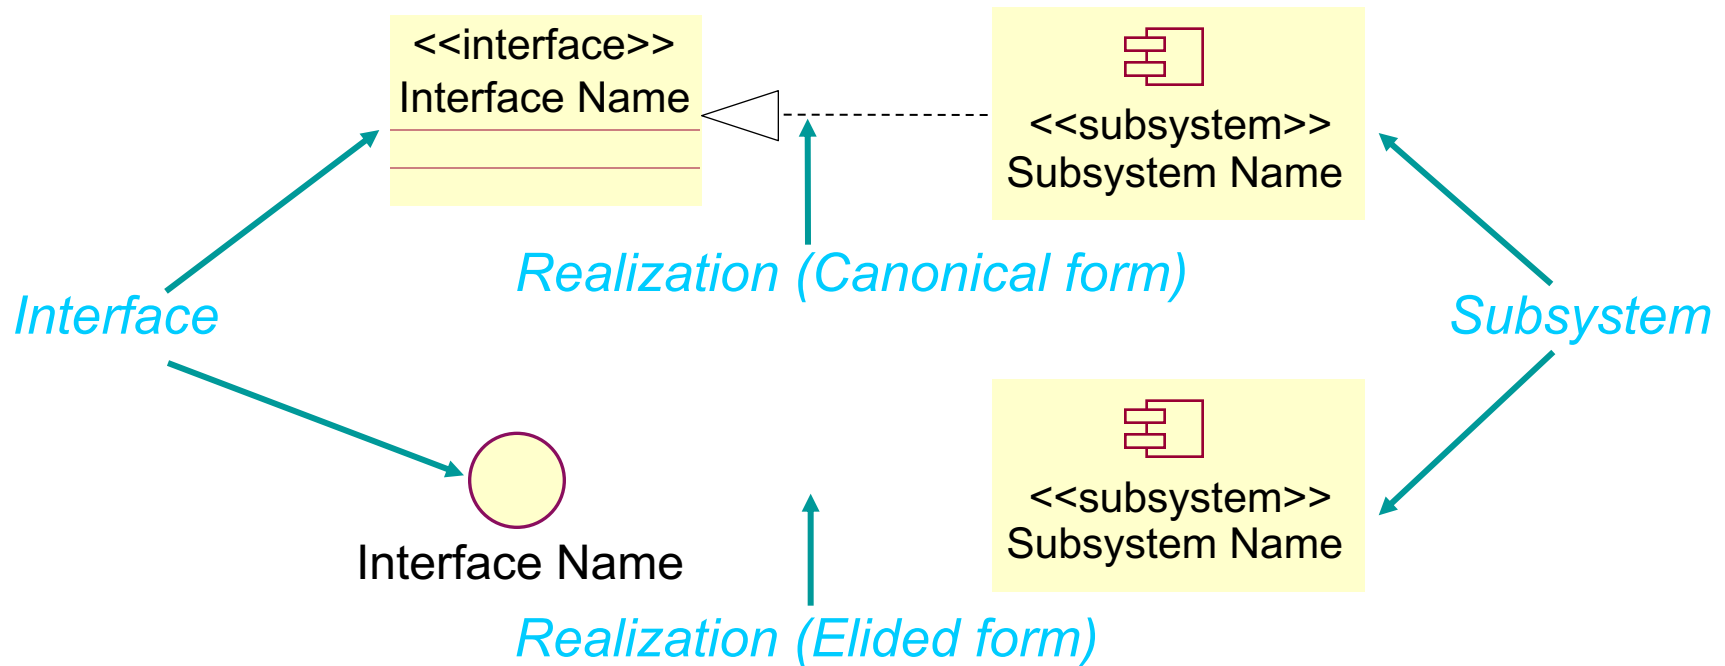 <<interface>>
Interface Name
<<subsystem>>
Subsystem Name
Realization (Canonical form)
Interface
Subsystem
Interface Name
<<subsystem>>
Subsystem Name
Realization (Elided form)